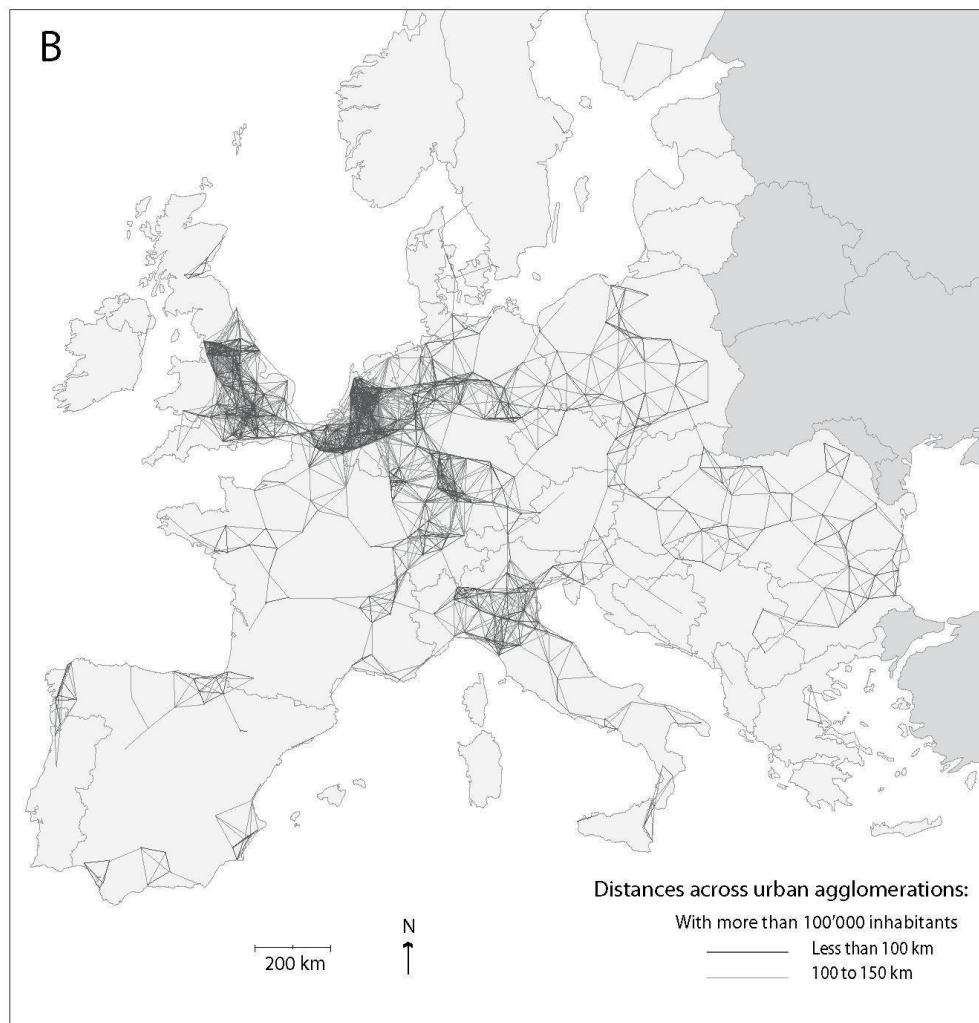 B
Distances across urban agglomerations:
With more than 100'000 inhabitants
Less than 100 km
100 to 150 km
200 km
N